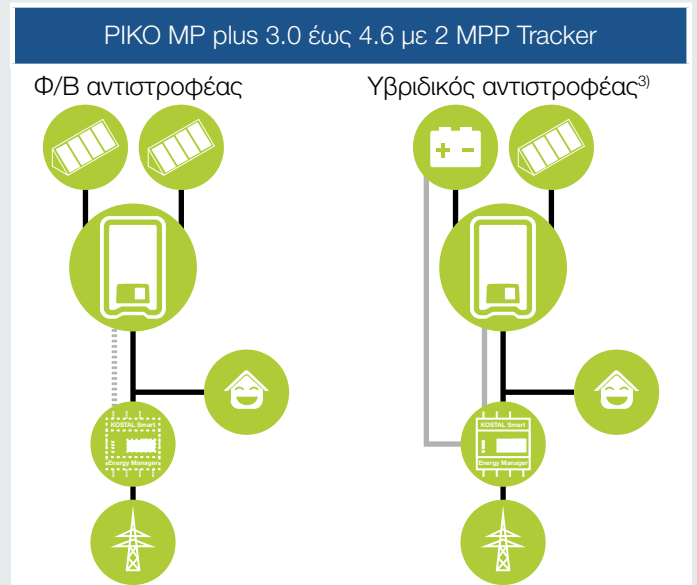 PIKO MP plus 3.0 έως 4.6 με 2 MPP Tracker
Φ/Β αντιστροφέας
Υβριδικός αντιστροφέας3)
KOSTAL Smart
Energy Manager
KOSTAL Smart
Energy Manager